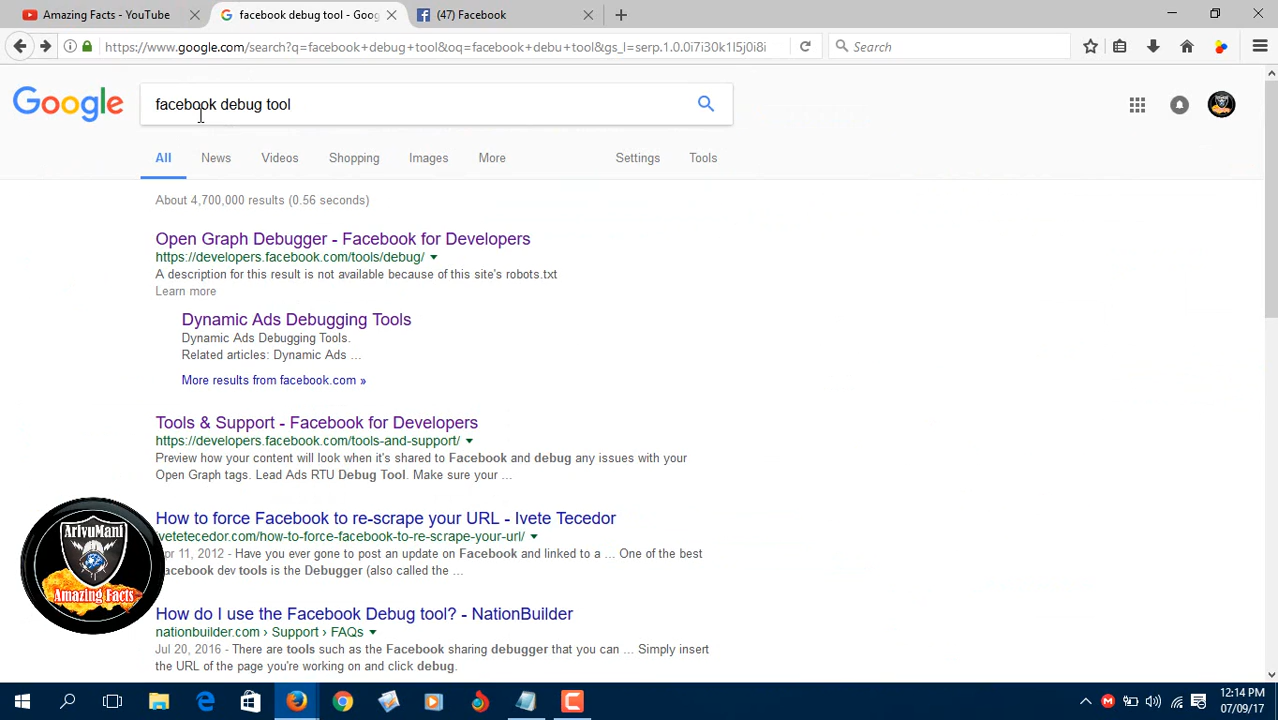 Amazing Facts - YouTube
facebook debug tool - Goog
(47) Facebook
https://www.google.com/search?q=facebook+debug+tool&oq=facebook+debu+tool&gs_l=serp.1.0.0i7i30k1l5j0i8i
Search
Google
facebook debug tool
All
News
Videos
Shopping
Images
More
Settings
Tools
About 4,700,000 results (0.56 seconds)
Open Graph Debugger - Facebook for Developers
https://developers.facebook.com/tools/debug/
A description for this result is not available because of this site's robots.txt
Learn more
Dynamic Ads Debugging Tools
Dynamic Ads Debugging Tools.
Related articles: Dynamic Ads ...
More results from facebook.com »
Tools & Support - Facebook for Developers
https://developers.facebook.com/tools-and-support/
Preview how your content will look when it's shared to Facebook and debug any issues with your
Open Graph tags. Lead Ads RTU Debug Tool. Make sure your ...
How to force Facebook to re-scrape your URL - Ivete Tecedor
ivetetecedor.com/how-to-force-facebook-to-re-scrape-your-url/
Apr 11, 2012 - Have you ever gone to post an update on Facebook and linked to a ... One of the best
Facebook dev tools is the Debugger (also called the ...
How do I use the Facebook Debug tool? - NationBuilder
nationbuilder.com › Support › FAQs
Jul 20, 2016 - There are tools such as the Facebook sharing debugger that you can ... Simply insert
the URL of the page you're working on and click debug.
ArivuMani
Amazing Facts
12:14 PM
07/09/17